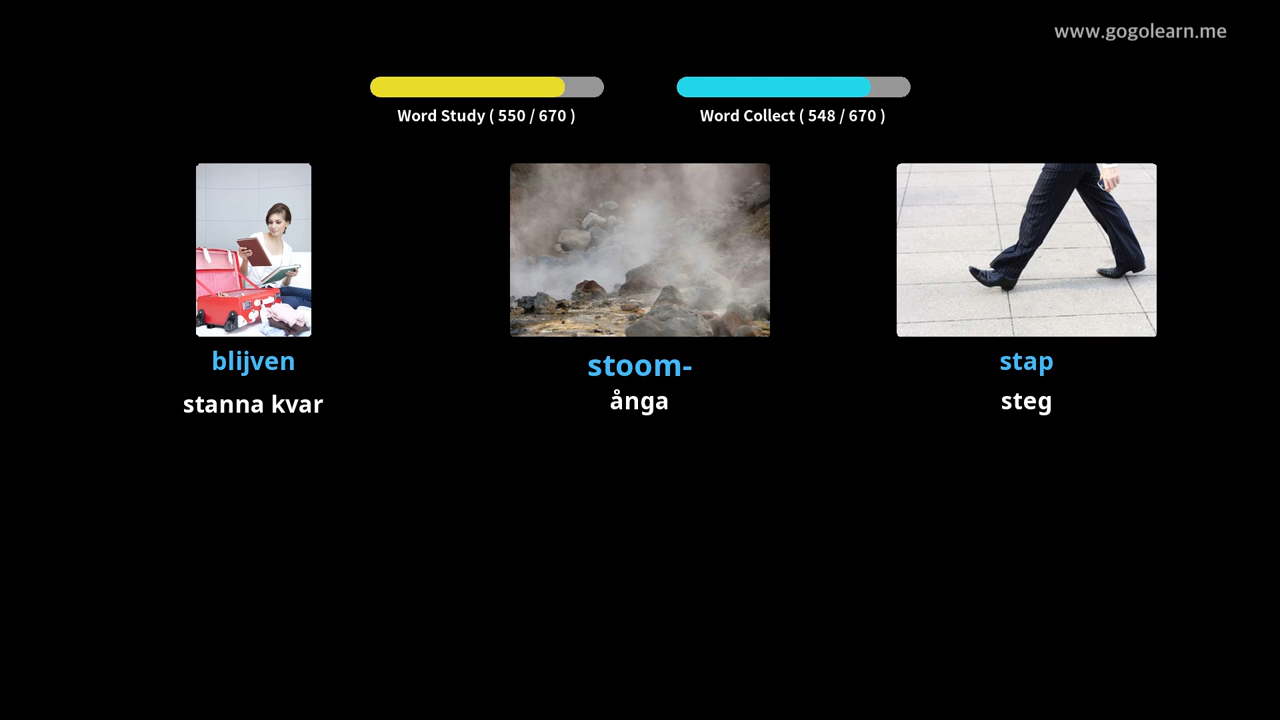 www.gogolearn.me
Word Study ( 550 / 670 )
Word Collect ( 548 / 670 )
blijven
stanna kvar
stoom-
ånga
stap
steg